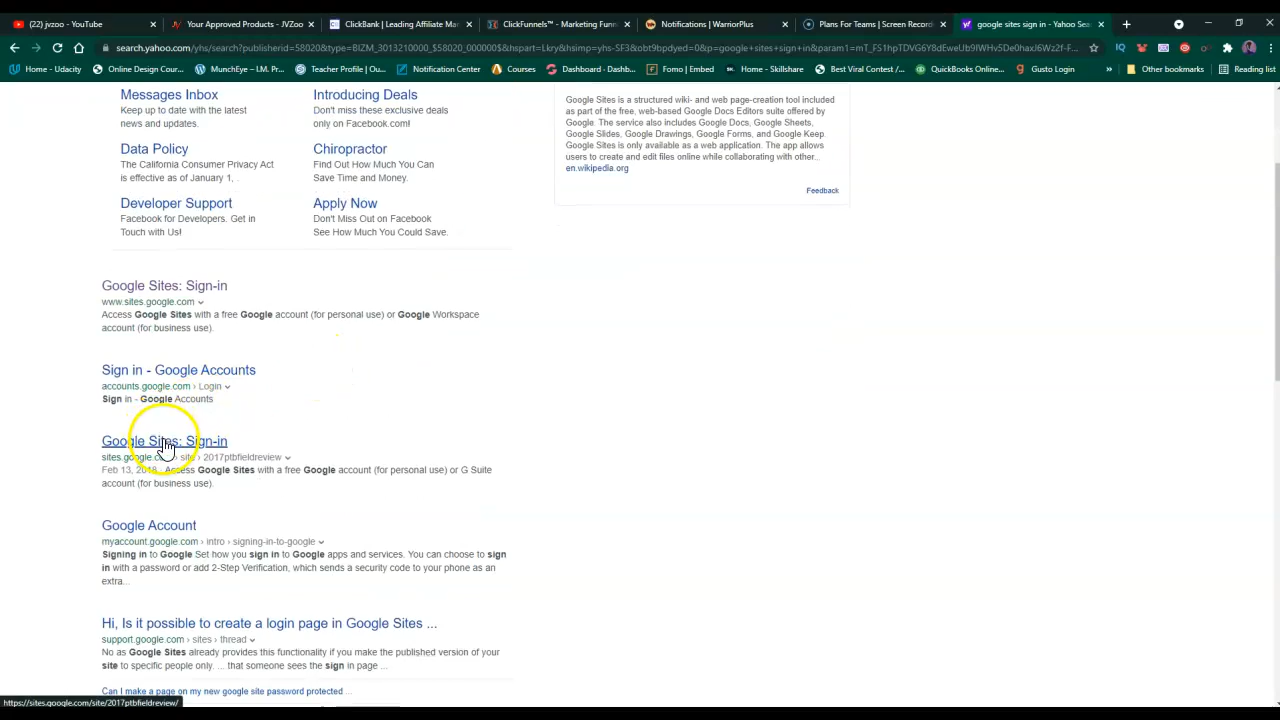 (22) jvzoo - YouTube
Your Approved Products - JVZoo
ClickBank | Leading Affiliate Mar
ClickFunnels™ - Marketing Funn
Notifications | WarriorPlus
Plans For Teams | Screen Record
google sites sign in - Yahoo Sea
search.yahoo.com/yhs/search?publisherid=58020&type=BIZM_3013210000_$58020_000000$&hspart=Lkry&hsimp=yhs-SF3&obt9bpdyed=0&p=google+sites+sign+in&param1=
Home - Udacity
Online Design Cour...
MunchEye – I.M. Pr...
Teacher Profile | Ou...
Notification Center
Courses
Dashboard - Dashb...
Fomo | Embed
Home - Skillshare
Best Viral Contest /...
QuickBooks Online...
Gusto Login
»
Other bookmarks
Reading list
Messages Inbox
Keep up to date with the latest
news and updates.
Introducing Deals
Don't miss these exclusive deals
only on Facebook.com!
Data Policy
The California Consumer Privacy Act
is effective as of January 1, .
Chiropractor
Find Out How Much You Can
Save Time and Money.
Developer Support
Facebook for Developers. Get in
Touch with Us!
Apply Now
Don't Miss Out on Facebook
See How Much You Could Save.
Google Sites is a structured wiki- and web page-creation tool included
as part of the free, web-based Google Docs Editors suite offered by
Google. The service also includes Google Docs, Google Sheets,
Google Slides, Google Drawings, Google Forms, and Google Keep.
Google Sites is only available as a web application. The app allows
users to create and edit files online while collaborating with other...
en.wikipedia.org
Feedback
Google Sites: Sign-in
www.sites.google.com
Access Google Sites with a free Google account (for personal use) or Google Workspace
account (for business use).
Sign in - Google Accounts
accounts.google.com › Login
Sign in - Google Accounts
Google Sites: Sign-in
sites.google.co › site › 2017ptbfieldreview
Feb 13, 2018 · Access Google Sites with a free Google account (for personal use) or G Suite
account (for business use).
Google Account
myaccount.google.com › intro › signing-in-to-google
Signing in to Google Set how you sign in to Google apps and services. You can choose to sign
in with a password or add 2-Step Verification, which sends a security code to your phone as an
extra...
Hi, Is it possible to create a login page in Google Sites ...
support.google.com › sites › thread
No as Google Sites already provides this functionality if you make the published version of your
site to specific people only. ... that someone sees the sign in page ...
Can I make a page on my new google site password protected ...
https://sites.google.com/site/2017ptbfieldreview/